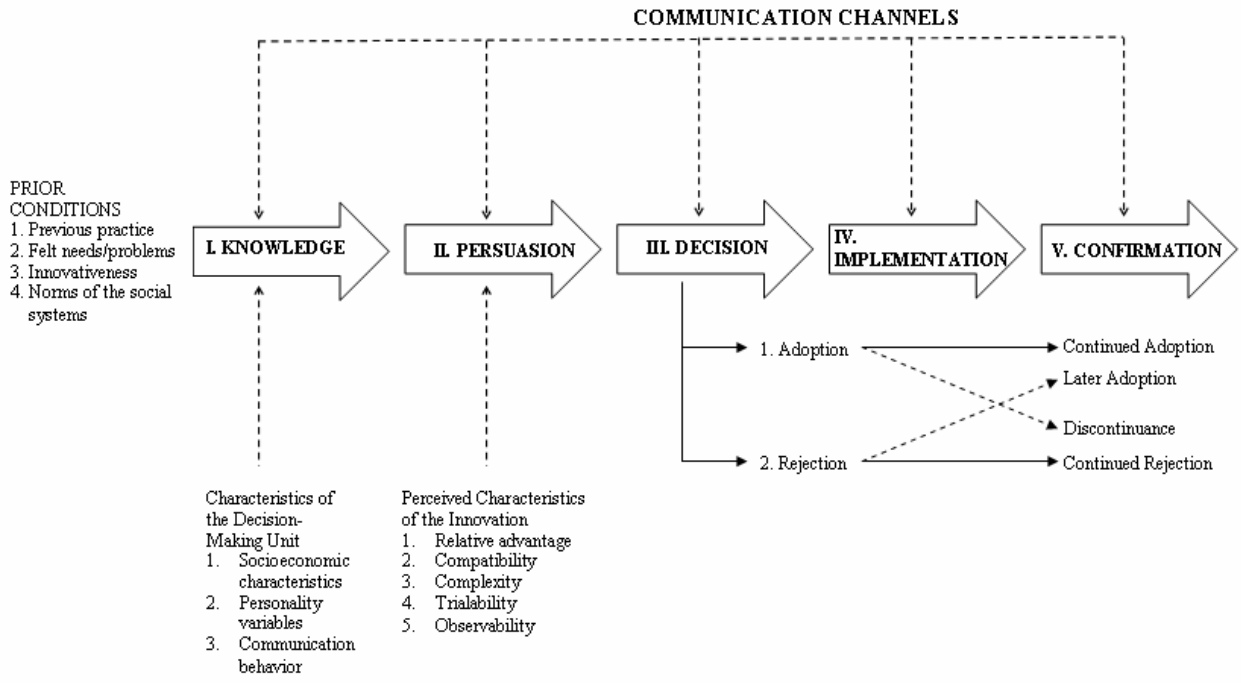 COMMUNICATION CHANNELS
PRIOR
CONDITIONS
1. Previous practice
2. Felt needs/problems
3. Innovativeness
4. Norms of the social
systems
I. KNOWLEDGE
II. PERSUASION
III. DECISION
IV.
IMPLEMENTATION
V. CONFIRMATION
1. Adoption
2. Rejection
Continued Adoption
Later Adoption
Discontinuance
Continued Rejection
Characteristics of
the Decision-
Making Unit
1. Socioeconomic
characteristics
2. Personality
variables
3. Communication
behavior
Perceived Characteristics
of the Innovation
1. Relative advantage
2. Compatibility
3. Complexity
4. Trialability
5. Observability